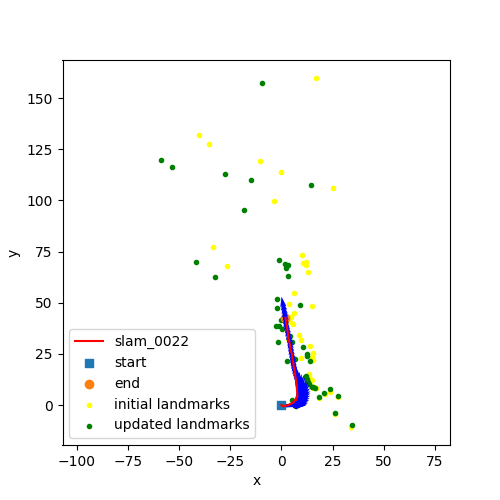 150
125
100
75
50
25
0
y
slam_0022
start
end
initial landmarks
updated landmarks
−100 −75 −50 −25 0 25 50 75
x